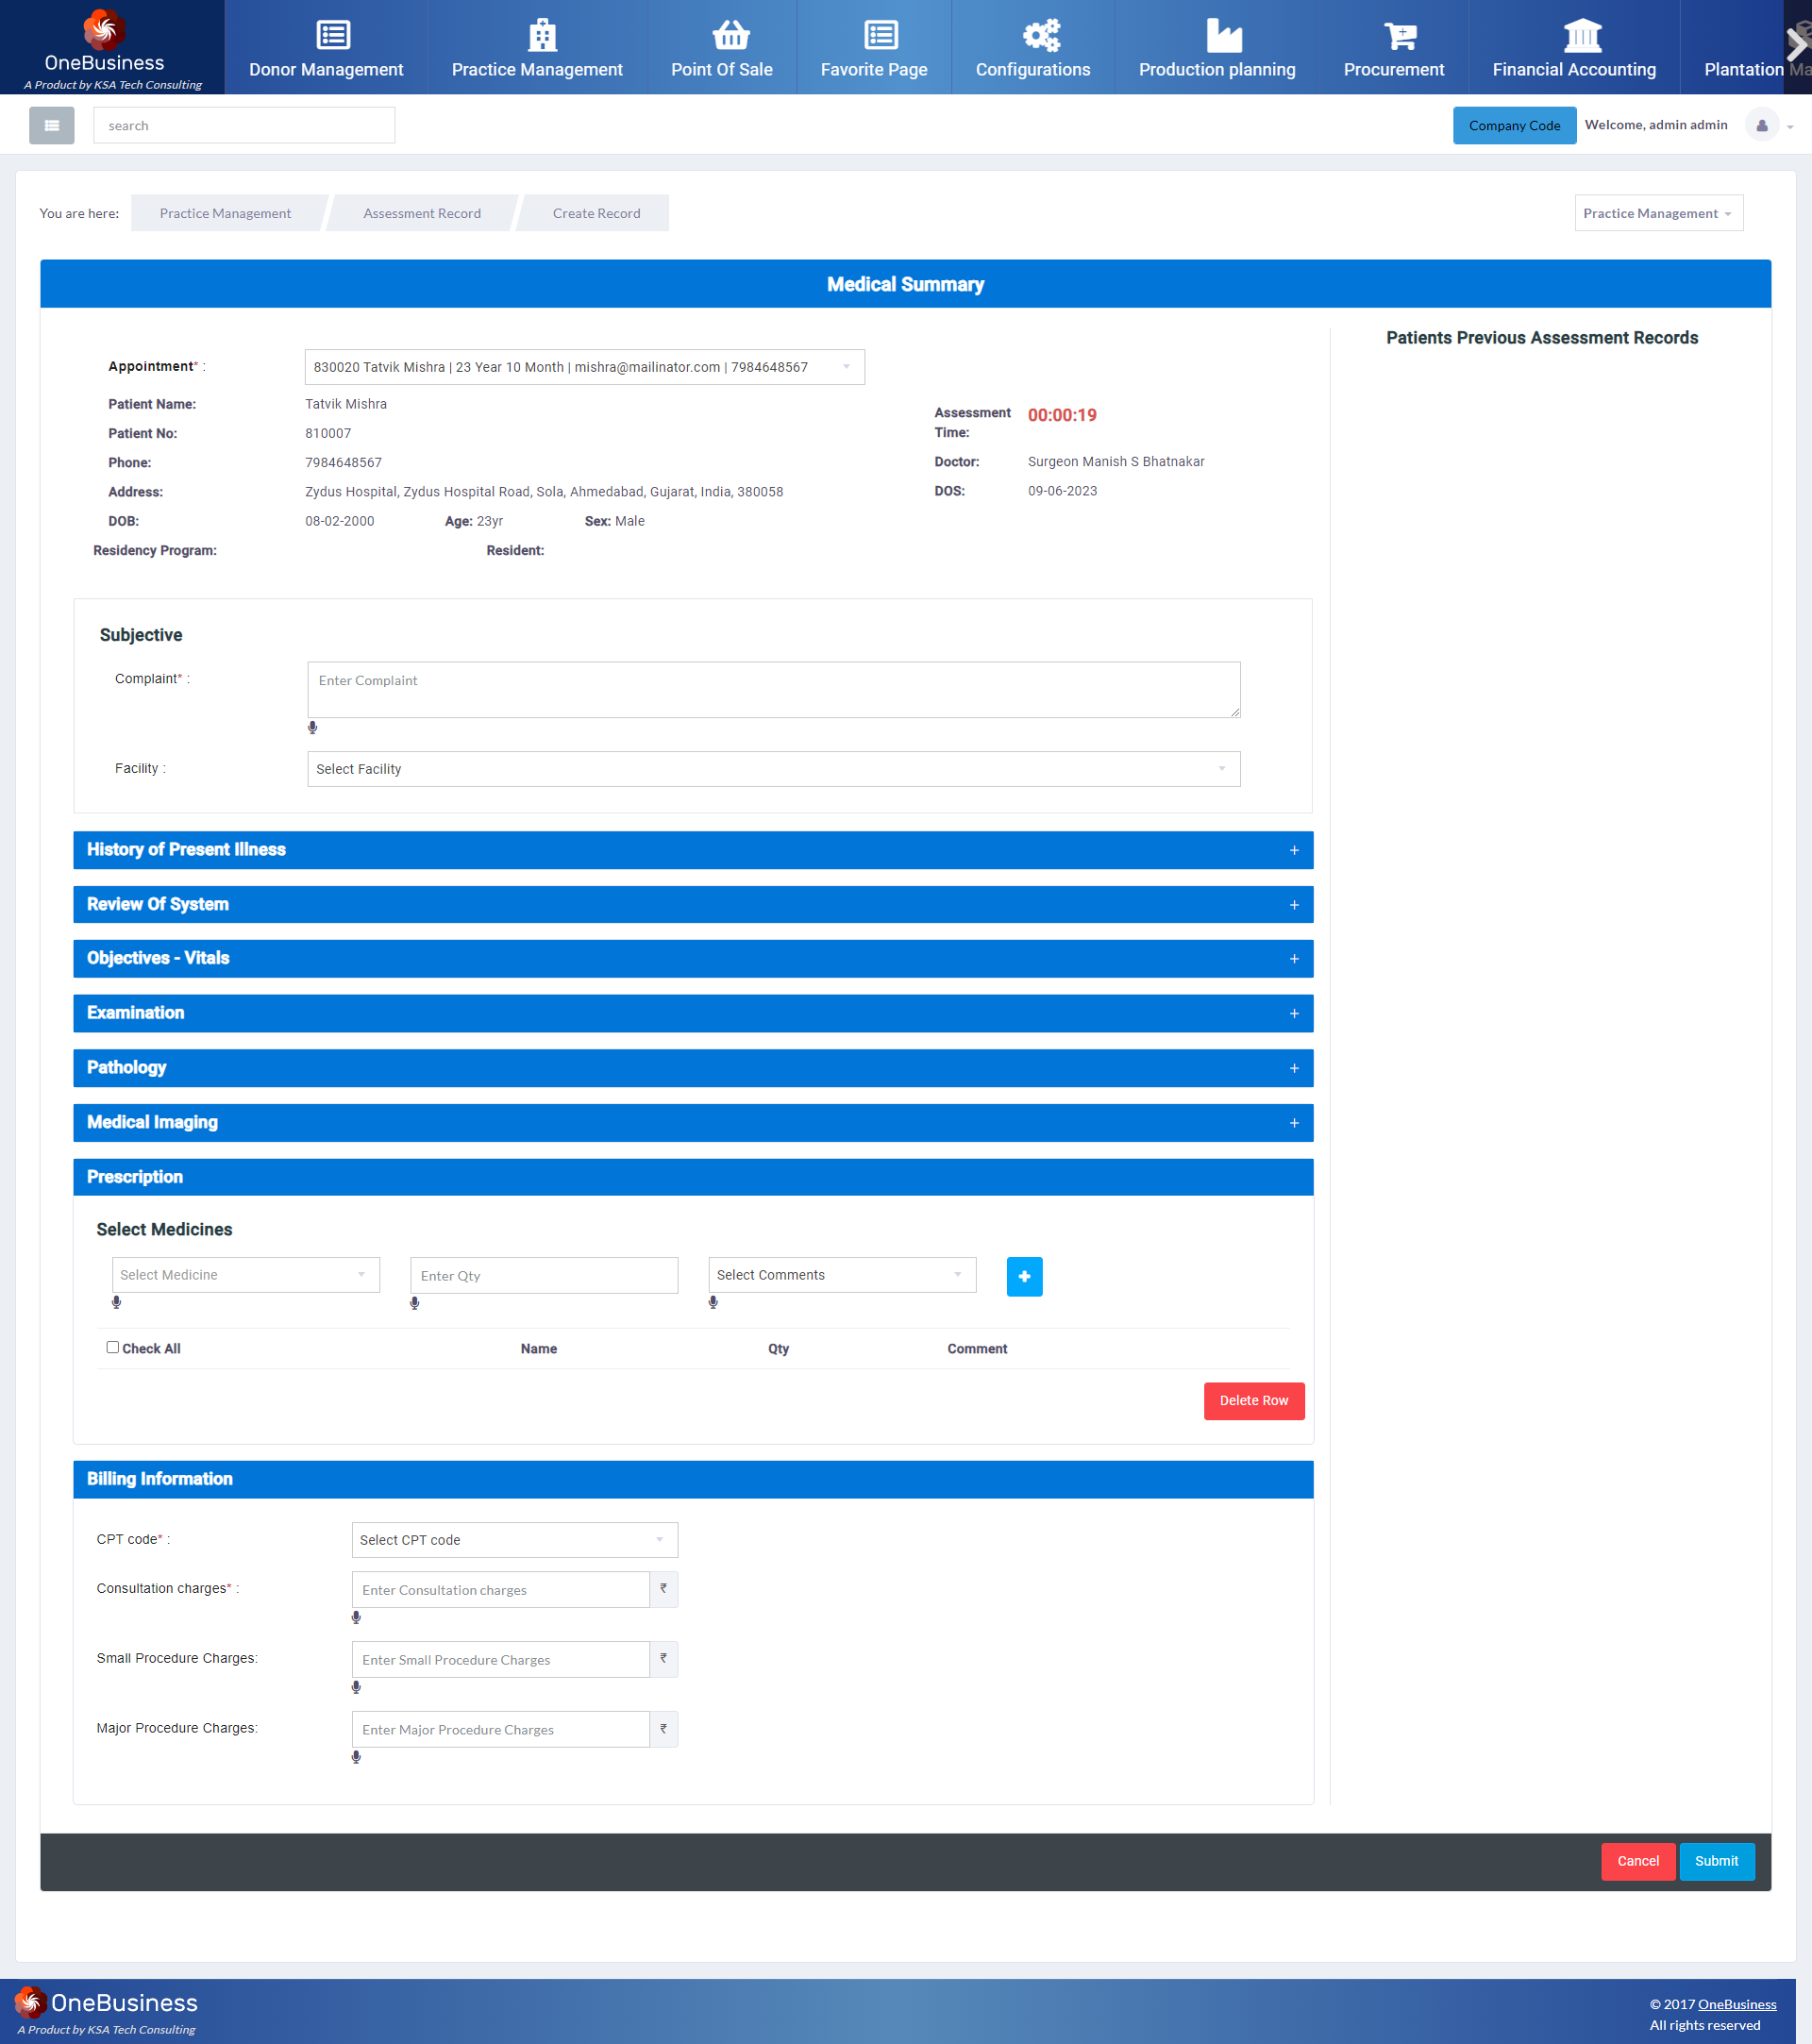 OneBusiness
A Product by KSA Tech Consulting
Donor Management
Practice Management
Point Of Sale
Favorite Page
Configurations
Production planning
Procurement
Financial Accounting
Plantation Ma
search
Company Code
Welcome, admin admin
You are here:
Practice Management
Assessment Record
Create Record
Practice Management
Medical Summary
Patients Previous Assessment Records
Appointment* :
830020 Tatvik Mishra | 23 Year 10 Month | mishra@mailinator.com | 7984648567
Patient Name: Tatvik Mishra
Patient No: 810007
Phone: 7984648567
Address: Zydus Hospital, Zydus Hospital Road, Sola, Ahmedabad, Gujarat, India, 380058
DOB: 08-02-2000 Age: 23yr Sex: Male
Residency Program: Resident:
Assessment Time: 00:00:19
Doctor: Surgeon Manish S Bhatnakar
DOS: 09-06-2023
Subjective
Complaint* :
Enter Complaint
Facility :
Select Facility
History of Present Illness +
Review Of System +
Objectives - Vitals +
Examination +
Pathology +
Medical Imaging +
Prescription
Select Medicines
Select Medicine
Enter Qty
Select Comments
Check All Name Qty Comment
Delete Row
Billing Information
CPT code* :
Select CPT code
Consultation charges* :
Enter Consultation charges ₹
Small Procedure Charges:
Enter Small Procedure Charges ₹
Major Procedure Charges:
Enter Major Procedure Charges ₹
Cancel
Submit
OneBusiness
A Product by KSA Tech Consulting
© 2017 OneBusiness
All rights reserved